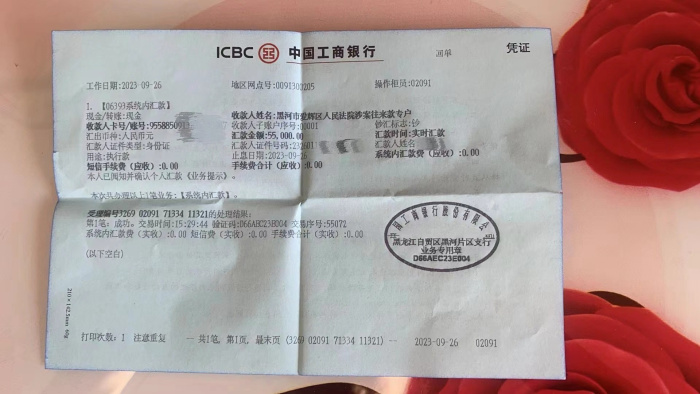 ICBC 中国工商银行 回单 凭证
工作日期:2023-09-26 地区网点号:0091300205 操作柜员:02091
1. 【06393系统内汇款】
现金/转账:现金 收款人姓名:黑河市爱辉区人民法院涉案往来款专户
收款人卡号/账号:955885091 收款人子账户序号:00001 钞汇标志:钞
汇出币种:人民币元 汇款金额:55,000.00 汇款时间:实时汇款
汇款人证件类型:身份证 汇款人证件号码:232601 汇款人姓名
用途:执行款 止息日期:2023-09-26 系统内汇款费(应收):0.00
短信手续费(应收):0.00 手续费合计(应收):0.00
本人已阅知并确认个人汇款《业务提示》。
本次共办理以上1笔业务:【系统内汇款】。
受理编号3269 02091 71334 11321的处理结果:
第1笔: 成功。交易时间:15:29:44 验证码:D66AEC23E004 交易序号:55072
系统内汇款费(实收):0.00 短信费(实收):0.00 手续费合计(实收):0.00
(以下空白)
中国工商银行股份有限公司
黑龙江自贸区黑河片区支行
业务专用章
D66AEC23E004
打印次数: 1 注意重复 — 共1笔, 第1页, 最末页 (3269 02091 71334 11321) — 2023-09-26 02091